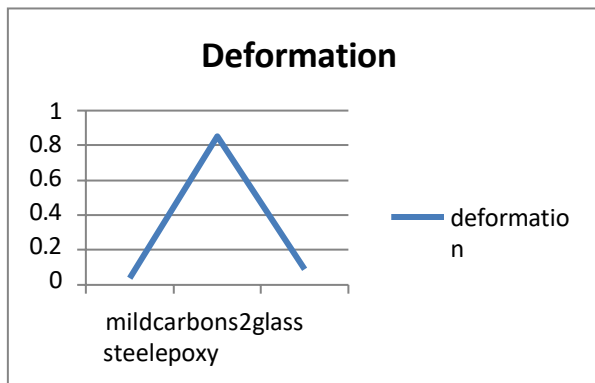 Deformation
1
0.8
0.6
0.4
0.2
0
mildcarbons2glass
steelepoxy
deformatio
n